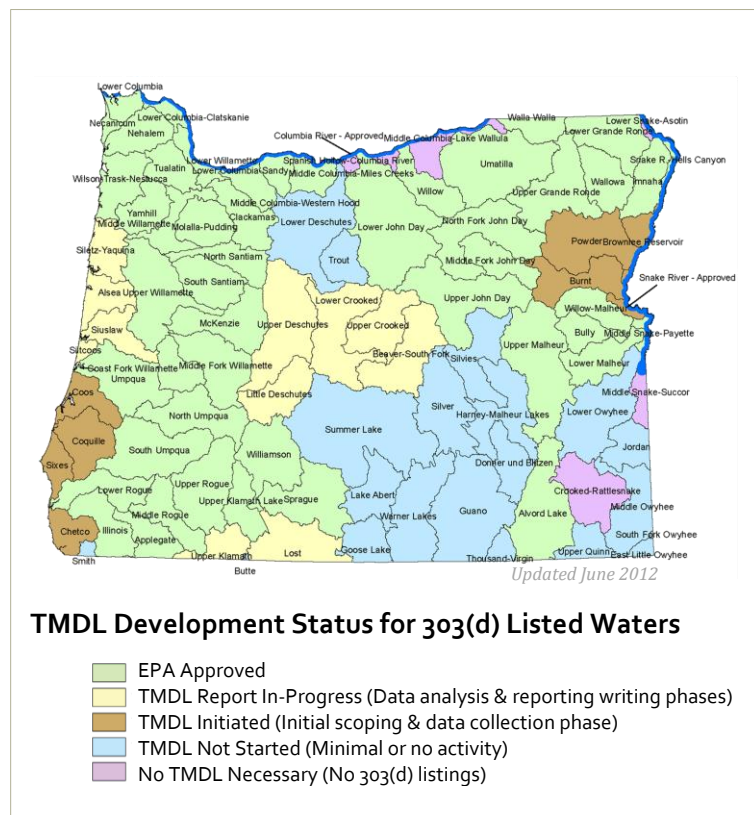 Lower Columbia
Necanicum
Lower Columbia-Clatskanie
Nehalem
Walla Walla
Lower Snake-Asotin
Columbia River - Approved
Middle Columbia-Lake Wallula
Lower Grande Ronde
Tualatin
Lower Willamette
Lower Columbia-Sandy
Spanish Hollow-Columbia River
Umatilla
Snake R.-Hells Canyon
Wilson-Trask-Nestucca
Middle Columbia-Miles Creeks
Willow
Wallowa
Imnaha
Upper Grande Ronde
Middle Columbia-Western Hood
Yamhill
Middle Willamette
Molalla-Pudding
Clackamas
Lower Deschutes
Lower John Day
North Fork John Day
Powder
Brownlee Reservoir
Siletz-Yaquina
North Santiam
Trout
Middle Fork John Day
Snake River - Approved
Burnt
South Santiam
Alsea
Upper Willamette
Lower Crooked
Upper John Day
Willow-Malheur
Siuslaw
McKenzie
Upper Deschutes
Upper Crooked
Bully
Middle Snake-Payette
Upper Malheur
Siltcoos
Beaver-South Fork
Silvies
Lower Malheur
Coast Fork Willamette
Middle Fork Willamette
Umpqua
Little Deschutes
Middle Snake-Succor
Coos
Silver
Harney-Malheur Lakes
Lower Owyhee
North Umpqua
Summer Lake
Coquille
South Umpqua
Williamson
Jordan
Sixes
Donner und Blitzen
Crooked-Rattlesnake
Lower Rogue
Upper Rogue
Upper Klamath Lake
Sprague
Lake Abert
Middle Owyhee
Middle Rogue
Warner Lakes
Guano
Alvord Lake
Chetco
Illinois
Applegate
South Fork Owyhee
Lost
Goose Lake
Upper Quinn
East Little Owyhee
Smith
Upper Klamath
Thousand-Virgin
Butte
Updated June 2012
TMDL Development Status for 303(d) Listed Waters
EPA Approved
TMDL Report In-Progress (Data analysis & reporting writing phases)
TMDL Initiated (Initial scoping & data collection phase)
TMDL Not Started (Minimal or no activity)
No TMDL Necessary (No 303(d) listings)